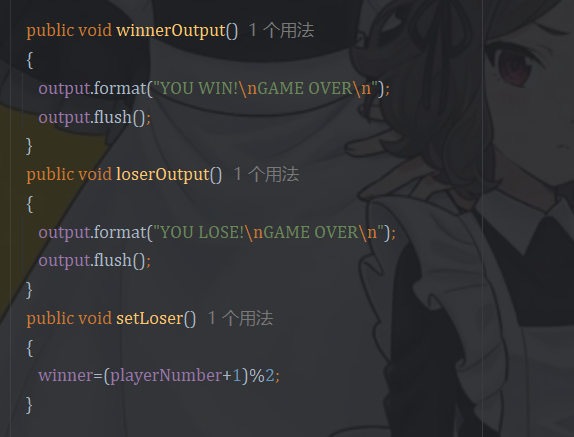 public void winnerOutput() 1 个用法
{
output.format("YOU WIN!\nGAME OVER\n");
output.flush();
}
public void loserOutput() 1 个用法
{
output.format("YOU LOSE!\nGAME OVER\n");
output.flush();
}
public void setLoser() 1 个用法
{
winner=(playerNumber+1)%2;
}